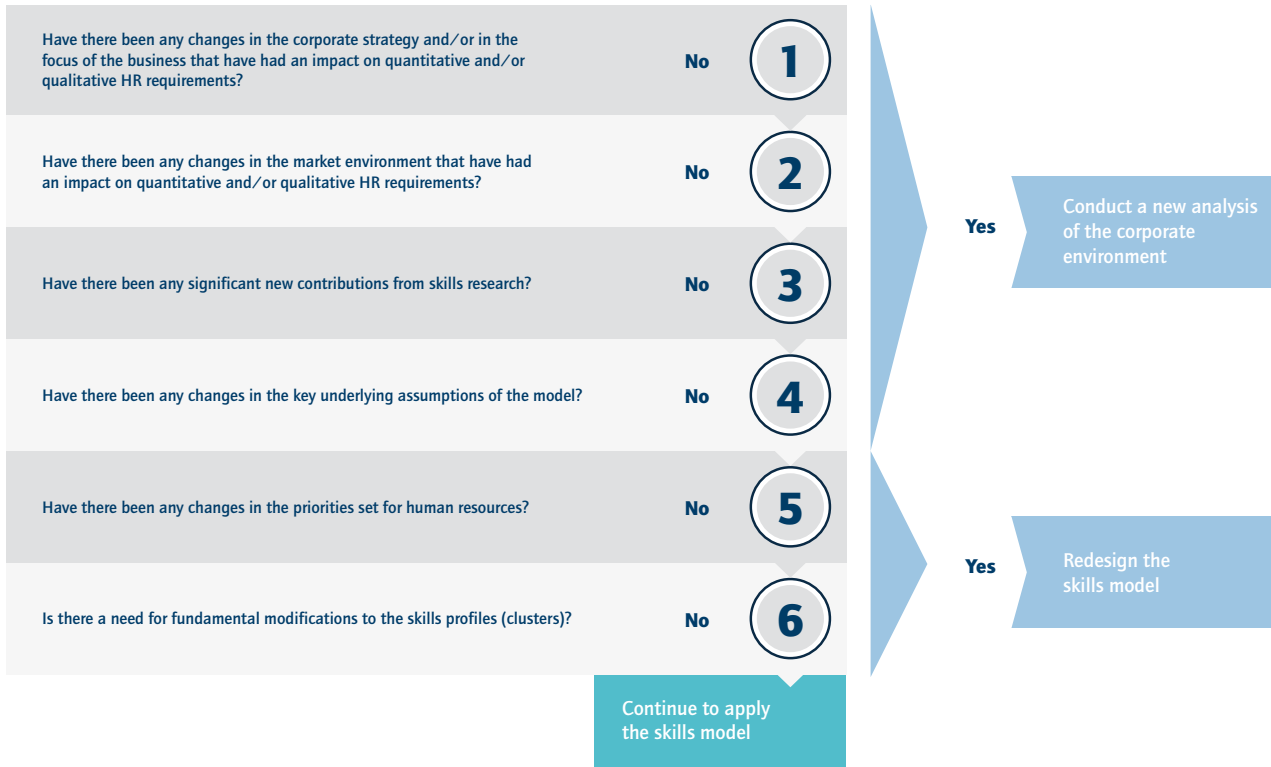 Have there been any changes in the corporate strategy and/or in the
focus of the business that have had an impact on quantitative and/or
qualitative HR requirements?
No
1
Have there been any changes in the market environment that have had
an impact on quantitative and/or qualitative HR requirements?
No
2
Have there been any significant new contributions from skills research?
No
3
Have there been any changes in the key underlying assumptions of the model?
No
4
Yes
Conduct a new analysis
of the corporate
environment
Have there been any changes in the priorities set for human resources?
No
5
Is there a need for fundamental modifications to the skills profiles (clusters)?
No
6
Yes
Redesign the
skills model
Continue to apply
the skills model